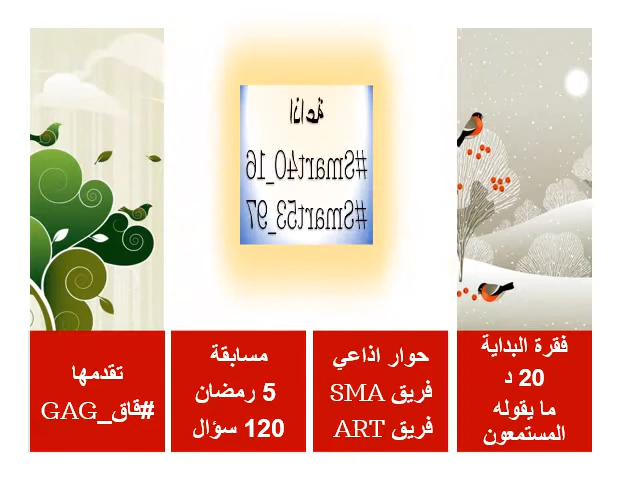 اذاعة
#Smart40_16
#Smart53_97
فقرة البداية
20 د
ما يقوله
المستمعون
حوار اذاعي
فريق SMA
فريق ART
مسابقة
5 رمضان
120 سؤال
تقدمها
#قاق_GAG